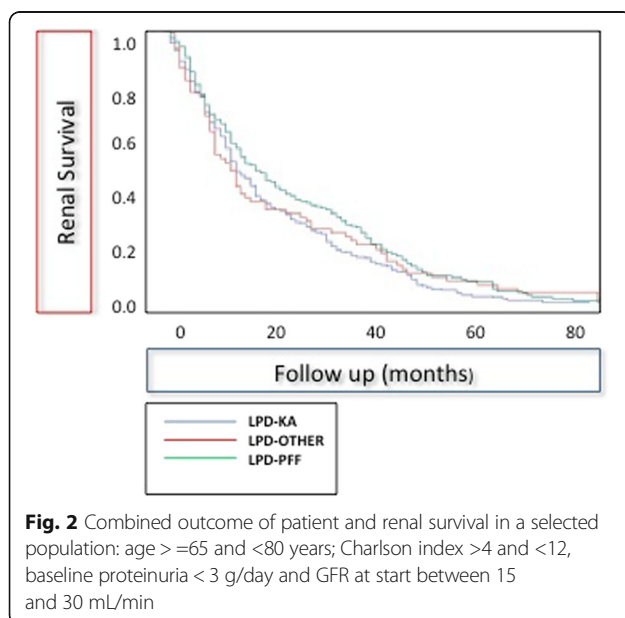 Renal Survival
1.0
0.8
0.6
0.4
0.2
0.0
0 20 40 60 80
Follow up (months)
LPD-KA
LPD-OTHER
LPD-PFF
Fig. 2 Combined outcome of patient and renal survival in a selected
population: age > =65 and <80 years; Charlson index >4 and <12,
baseline proteinuria < 3 g/day and GFR at start between 15
and 30 mL/min